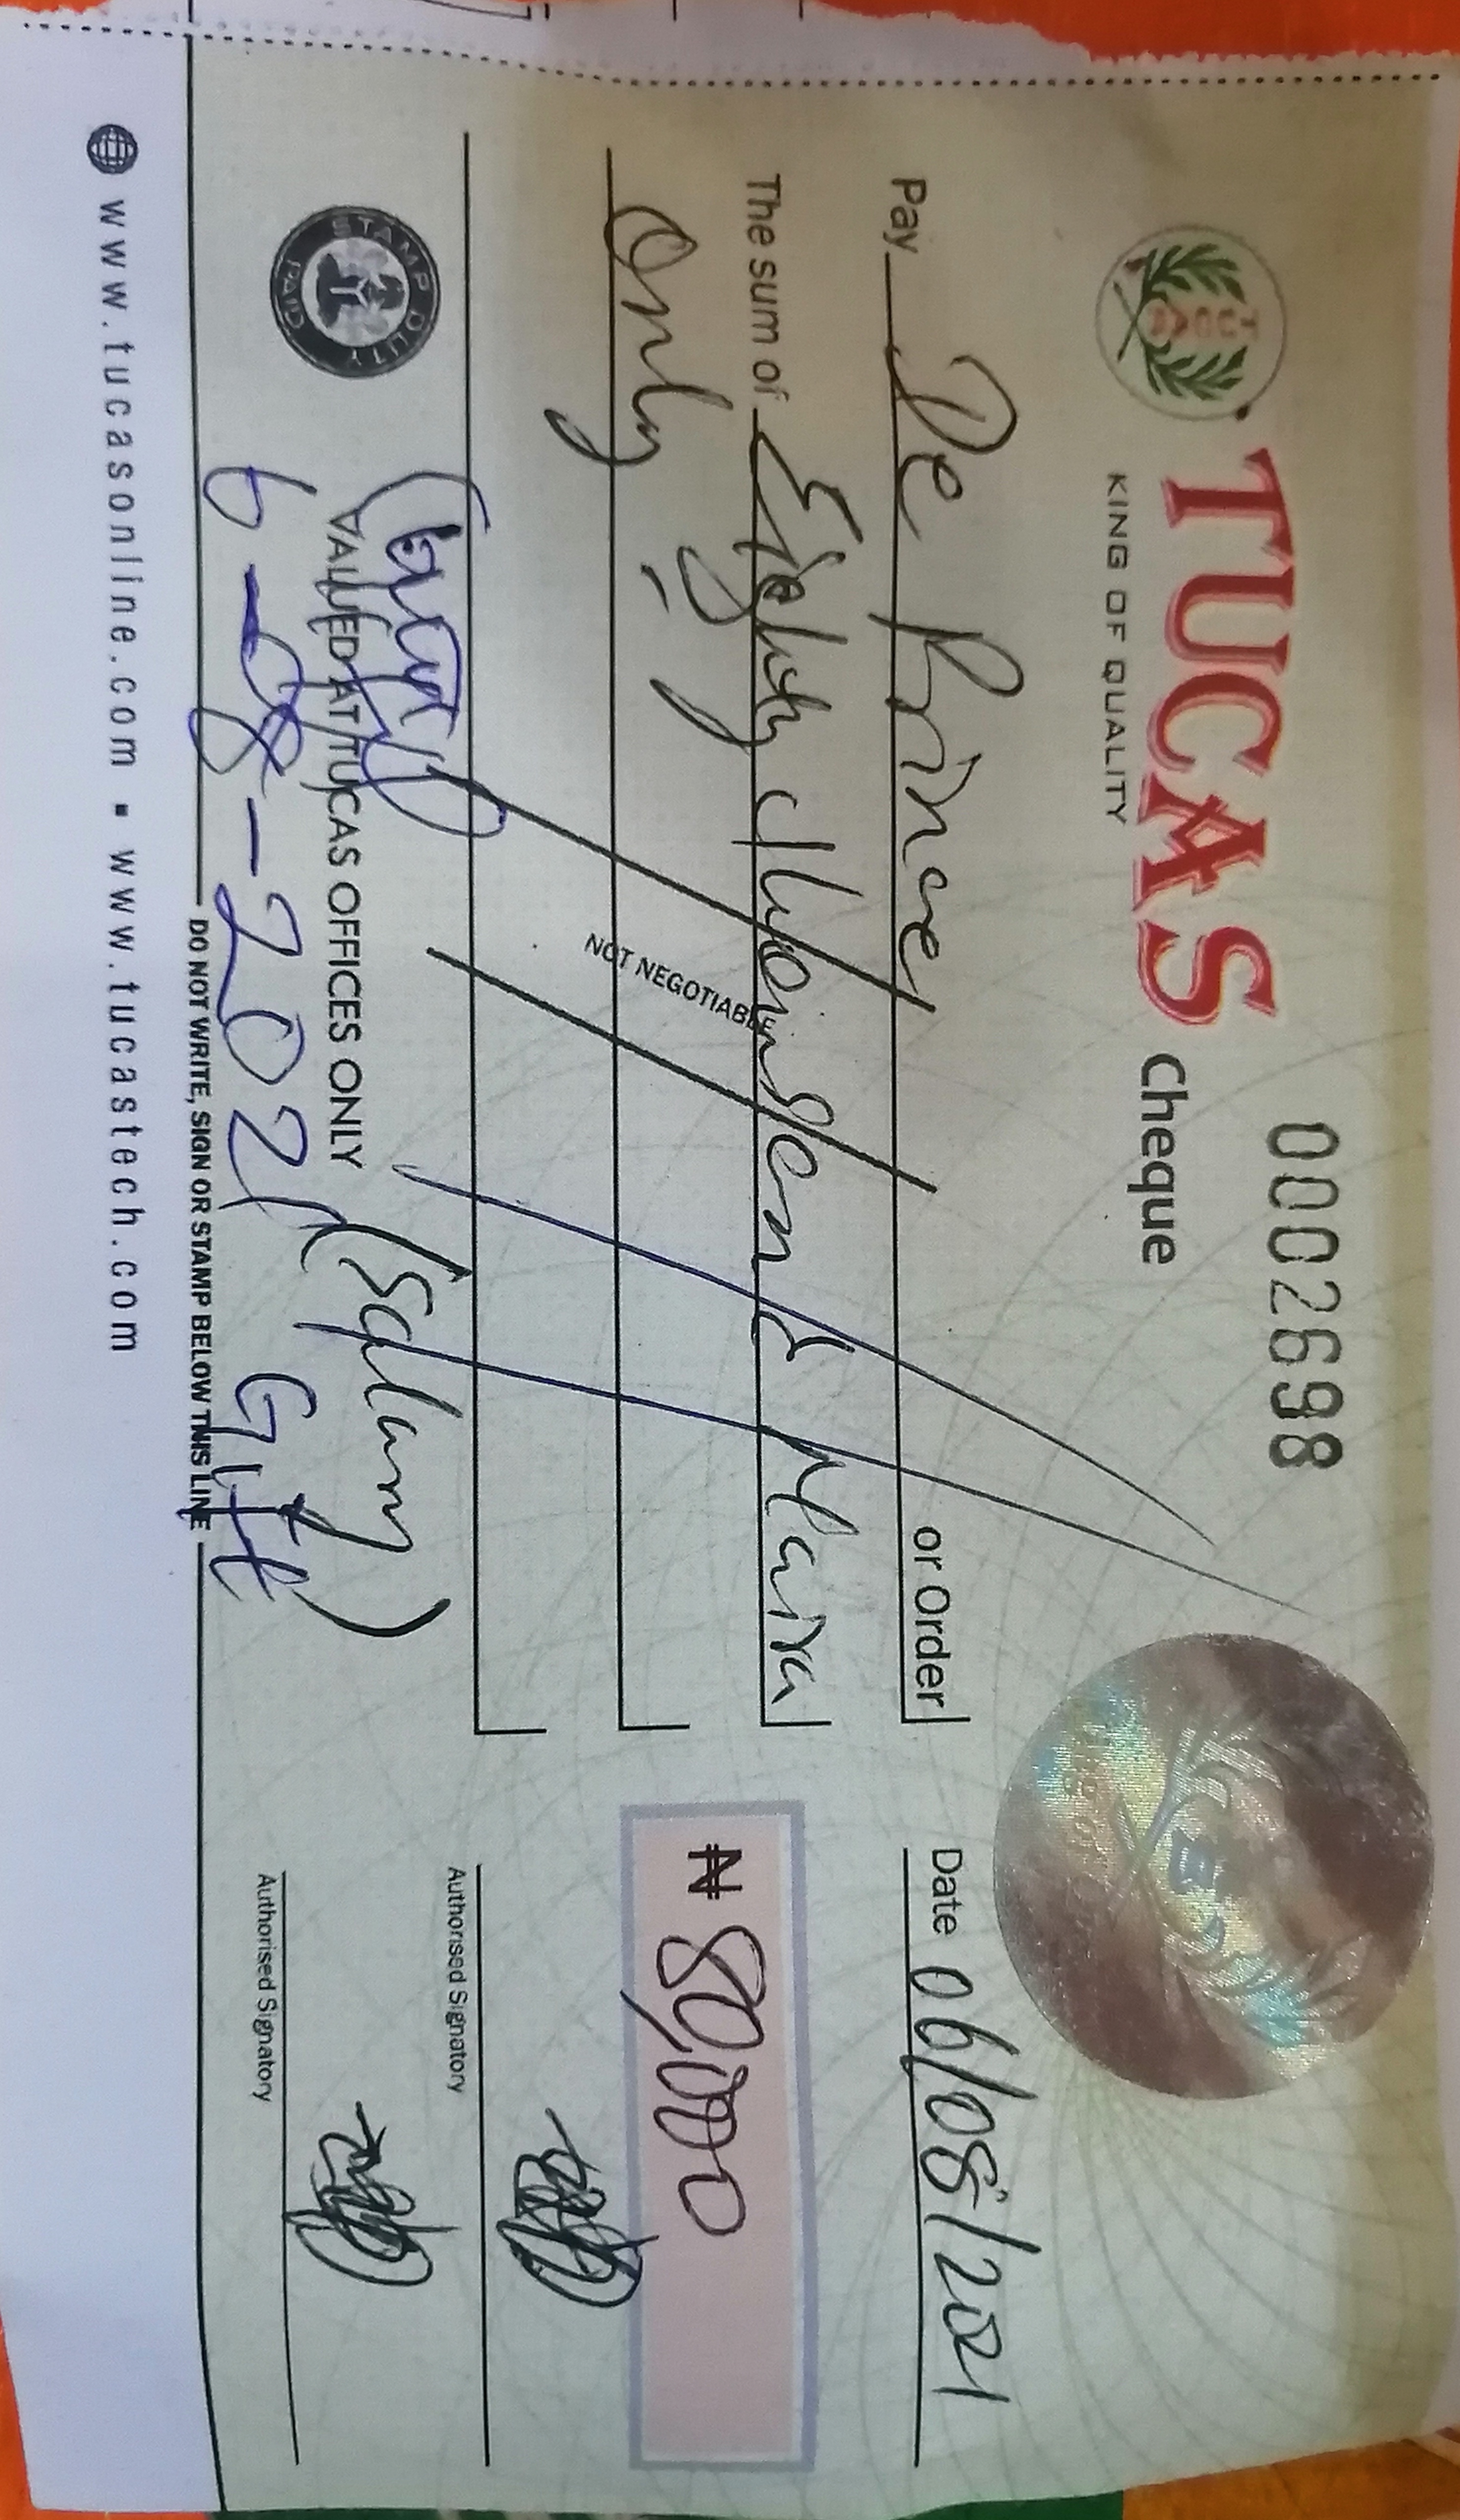 0002698
TUCAS cheque
KING OF QUALITY
Date 06/08/2021
Pay De Prince or Order
The sum of Eighty thousand Naira
Only
₦ 80,000
NOT NEGOTIABLE
STAMP DUTY PAID
VALUED AT TUCAS OFFICES ONLY
(Salary
6-08-2021 Gift)
Authorised Signatory
Authorised Signatory
DO NOT WRITE, SIGN OR STAMP BELOW THIS LINE
www.tucasonline.com ▪ www.tucastech.com